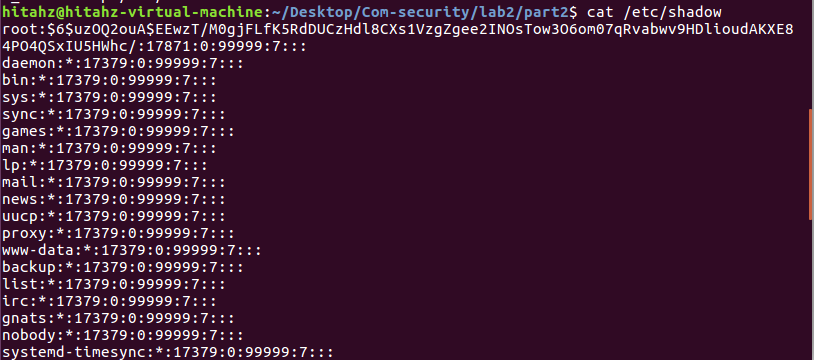 hitahz@hitahz-virtual-machine:~/Desktop/Com-security/lab2/part2$ cat /etc/shadow
root:$6$uzOQ2ouA$EEwzT/M0gjFLfK5RdDUCzHdl8CXs1VzgZgee2INOsTow3O6om07qRvabwv9HDlioudAKXE8
4PO4QSxIU5HWhc/:17871:0:99999:7:::
daemon:*:17379:0:99999:7:::
bin:*:17379:0:99999:7:::
sys:*:17379:0:99999:7:::
sync:*:17379:0:99999:7:::
games:*:17379:0:99999:7:::
man:*:17379:0:99999:7:::
lp:*:17379:0:99999:7:::
mail:*:17379:0:99999:7:::
news:*:17379:0:99999:7:::
uucp:*:17379:0:99999:7:::
proxy:*:17379:0:99999:7:::
www-data:*:17379:0:99999:7:::
backup:*:17379:0:99999:7:::
list:*:17379:0:99999:7:::
irc:*:17379:0:99999:7:::
gnats:*:17379:0:99999:7:::
nobody:*:17379:0:99999:7:::
systemd-timesync:*:17379:0:99999:7:::